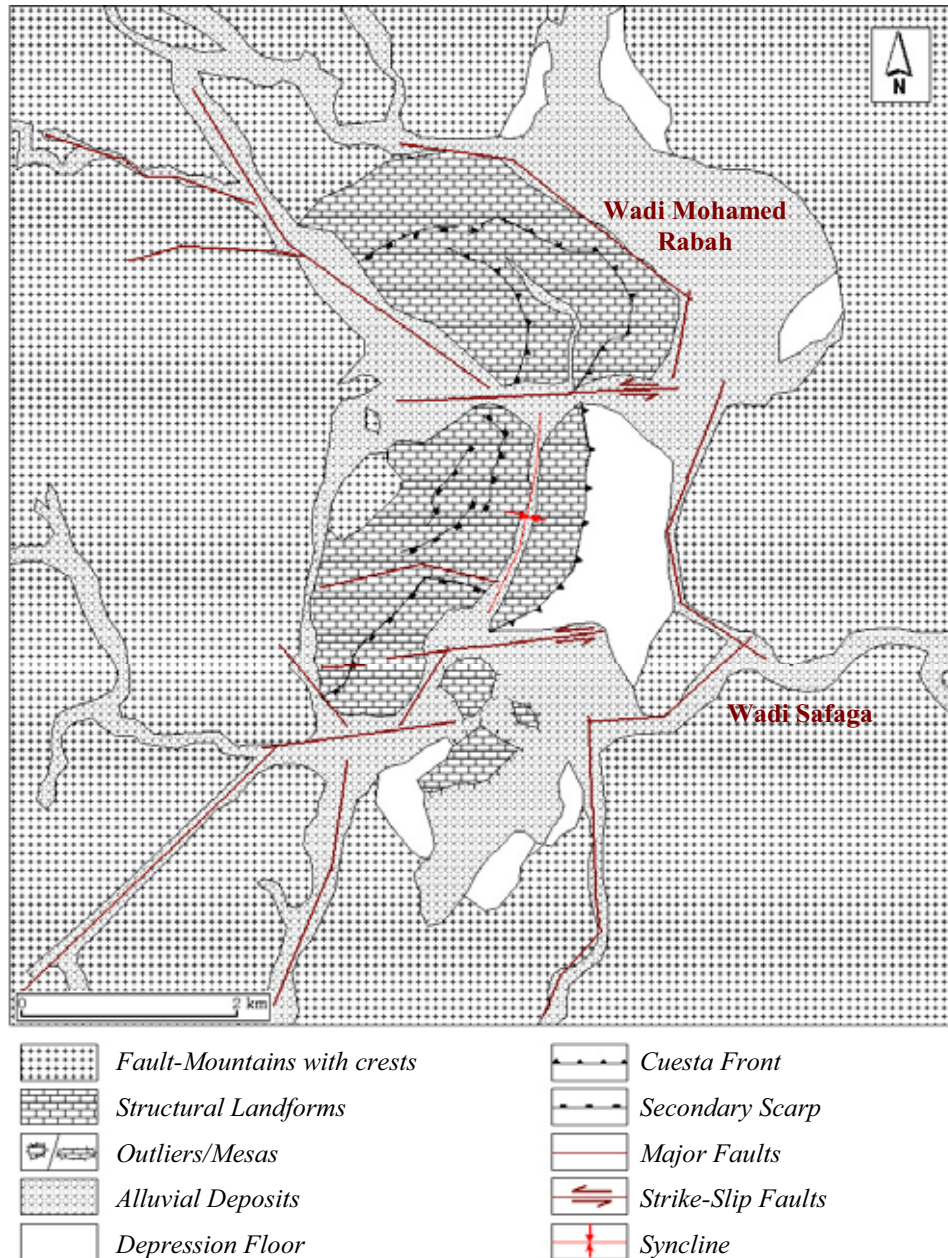 N
Wadi Mohamed
Rabah
Wadi Safaga
0 2 km
Fault-Mountains with crests
Structural Landforms
Outliers/Mesas
Alluvial Deposits
Depression Floor
Cuesta Front
Secondary Scarp
Major Faults
Strike-Slip Faults
Syncline